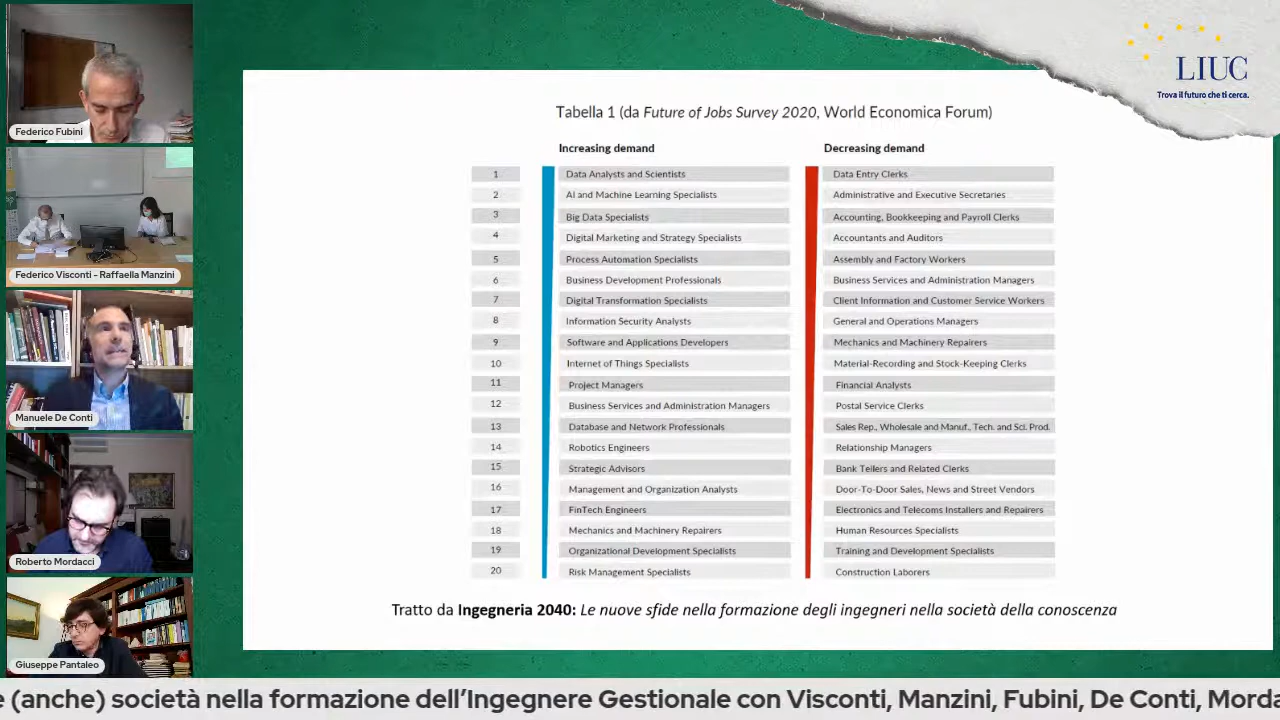 LIUC
Trova il futuro che ti cerca.
Federico Fubini
Federico Visconti - Raffaella Manzini
Manuele De Conti
Roberto Mordacci
Giuseppe Pantaleo
Tabella 1 (da Future of Jobs Survey 2020, World Economica Forum)
Increasing demand Decreasing demand
1 Data Analysts and Scientists Data Entry Clerks
2 AI and Machine Learning Specialists Administrative and Executive Secretaries
3 Big Data Specialists Accounting, Bookkeeping and Payroll Clerks
4 Digital Marketing and Strategy Specialists Accountants and Auditors
5 Process Automation Specialists Assembly and Factory Workers
6 Business Development Professionals Business Services and Administration Managers
7 Digital Transformation Specialists Client Information and Customer Service Workers
8 Information Security Analysts General and Operations Managers
9 Software and Applications Developers Mechanics and Machinery Repairers
10 Internet of Things Specialists Material-Recording and Stock-Keeping Clerks
11 Project Managers Financial Analysts
12 Business Services and Administration Managers Postal Service Clerks
13 Database and Network Professionals Sales Rep., Wholesale and Manuf., Tech. and Sci. Prod.
14 Robotics Engineers Relationship Managers
15 Strategic Advisors Bank Tellers and Related Clerks
16 Management and Organization Analysts Door-To-Door Sales, News and Street Vendors
17 FinTech Engineers Electronics and Telecoms Installers and Repairers
18 Mechanics and Machinery Repairers Human Resources Specialists
19 Organizational Development Specialists Training and Development Specialists
20 Risk Management Specialists Construction Laborers
Tratto da Ingegneria 2040: Le nuove sfide nella formazione degli ingegneri nella società della conoscenza
e (anche) società nella formazione dell'Ingegnere Gestionale con Visconti, Manzini, Fubini, De Conti, Morda